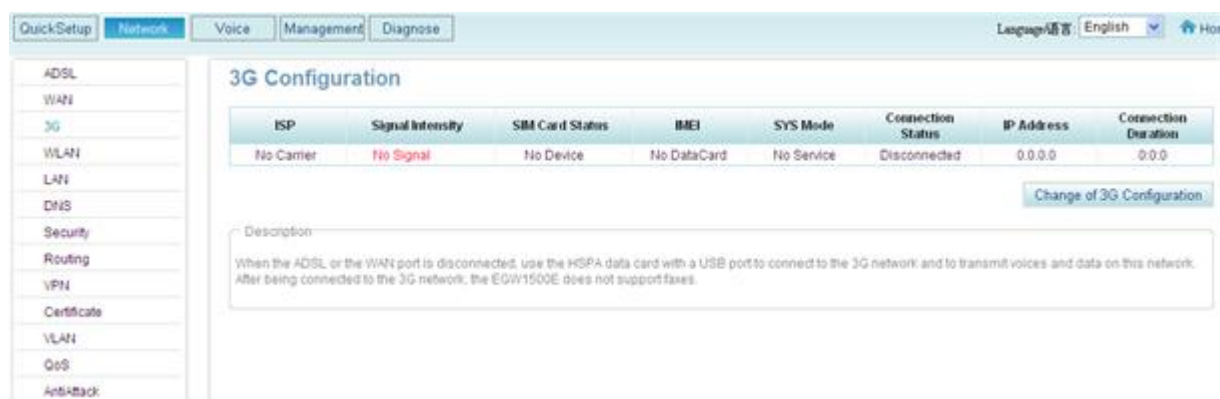 QuickSetup Network Voice Management Diagnose Language/语言: English Hor
ADSL
WAN
3G
WLAN
LAN
DNS
Security
Routing
VPN
Certificate
VLAN
QoS
AntiAttack
3G Configuration
ISP Signal Intensity SIM Card Status IMEI SYS Mode Connection Status IP Address Connection Duration
No Carrier No Signal No Device No DataCard No Service Disconnected 0.0.0.0 0:0:0
Change of 3G Configuration
Description
When the ADSL or the WAN port is disconnected, use the HSPA data card with a USB port to connect to the 3G network and to transmit voices and data on this network.
After being connected to the 3G network, the EGW1500E does not support faxes.